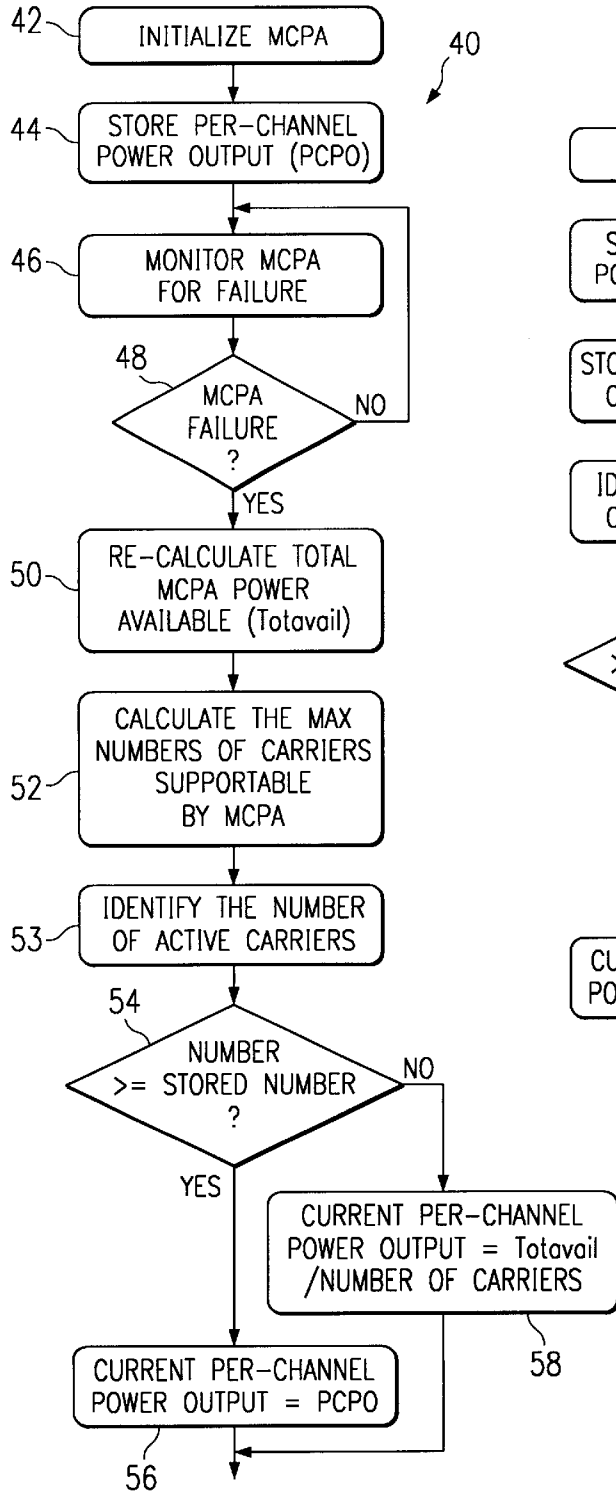 42
INITIALIZE MCPA
40
44
STORE PER-CHANNEL
POWER OUTPUT (PCPO)
46
MONITOR MCPA
FOR FAILURE
48
MCPA
FAILURE
?
NO
YES
50
RE-CALCULATE TOTAL
MCPA POWER
AVAILABLE (Totavail)
52
CALCULATE THE MAX
NUMBERS OF CARRIERS
SUPPORTABLE
BY MCPA
53
IDENTIFY THE NUMBER
OF ACTIVE CARRIERS
54
NUMBER
>= STORED NUMBER
?
NO
YES
CURRENT PER-CHANNEL
POWER OUTPUT = Totavail
/NUMBER OF CARRIERS
58
CURRENT PER-CHANNEL
POWER OUTPUT = PCPO
56